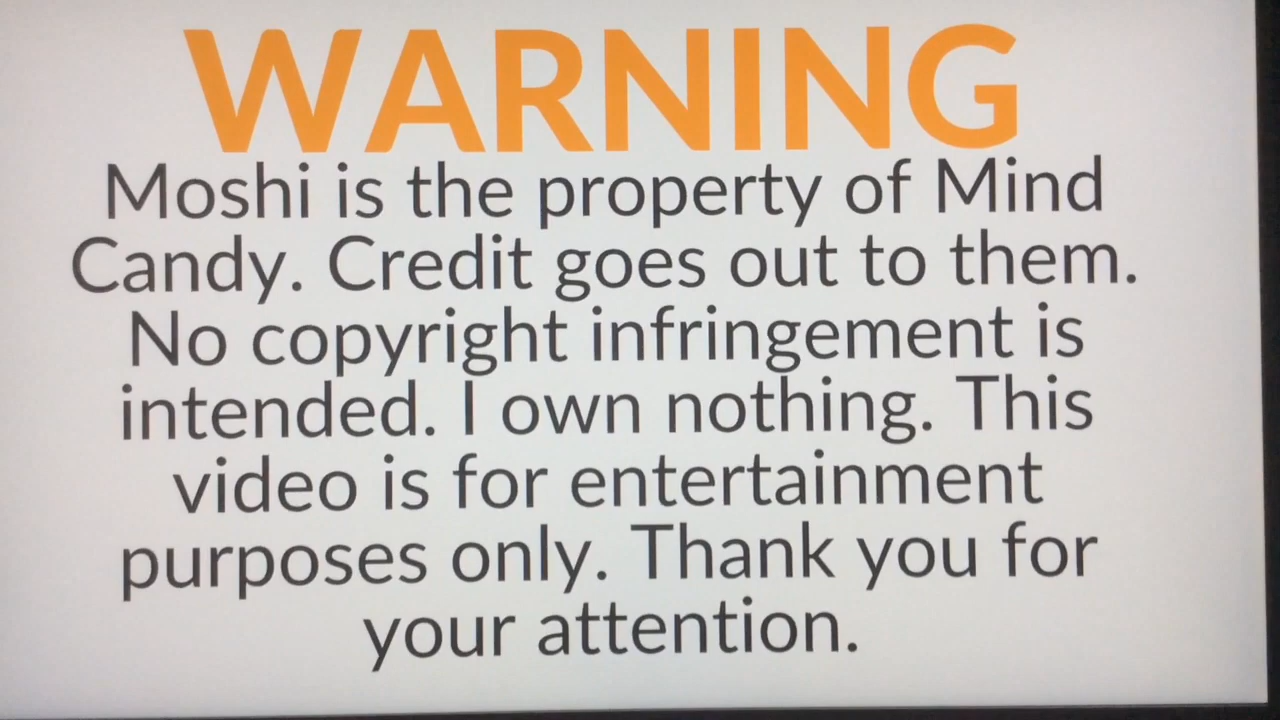 WARNING
Moshi is the property of Mind
Candy. Credit goes out to them.
No copyright infringement is
intended. I own nothing. This
video is for entertainment
purposes only. Thank you for
your attention.